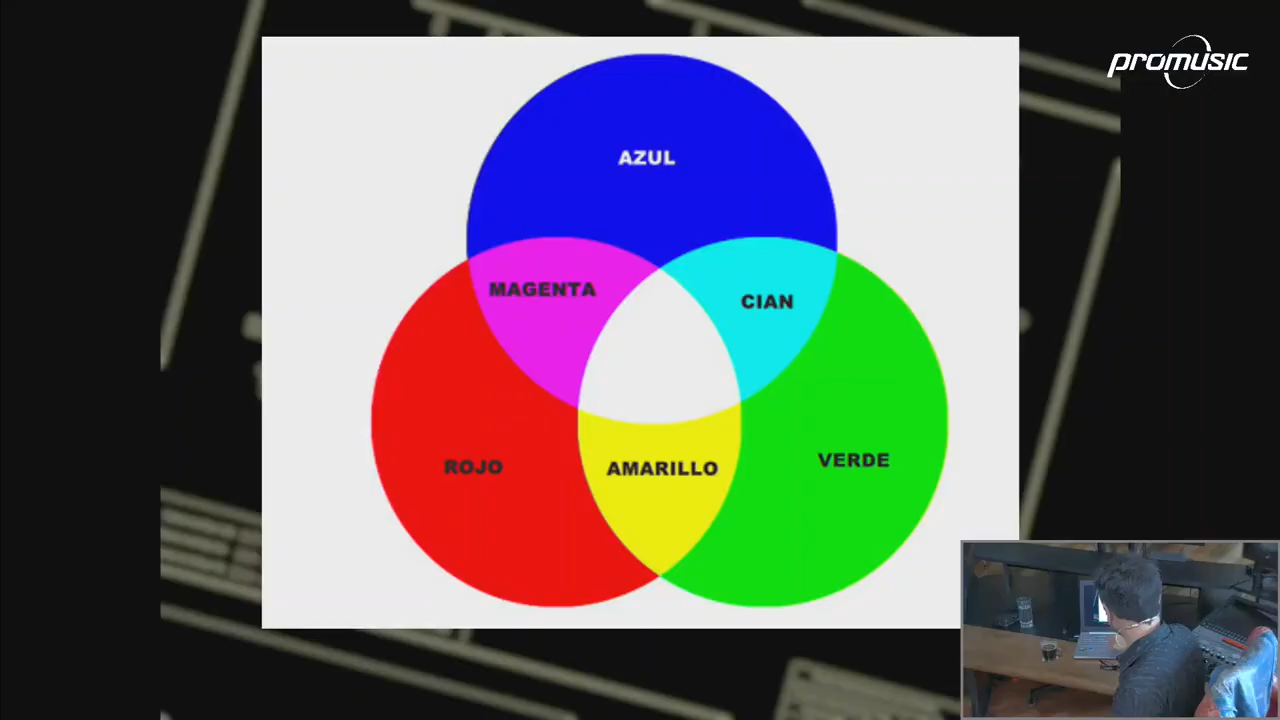 promusic
AZUL
MAGENTA
CIAN
ROJO
AMARILLO
VERDE